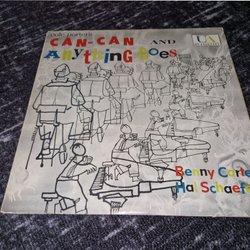 cole porter's
CAN-CAN AND
AnyTHinG GOES
UA
Benny Carter
Hal Schaefer